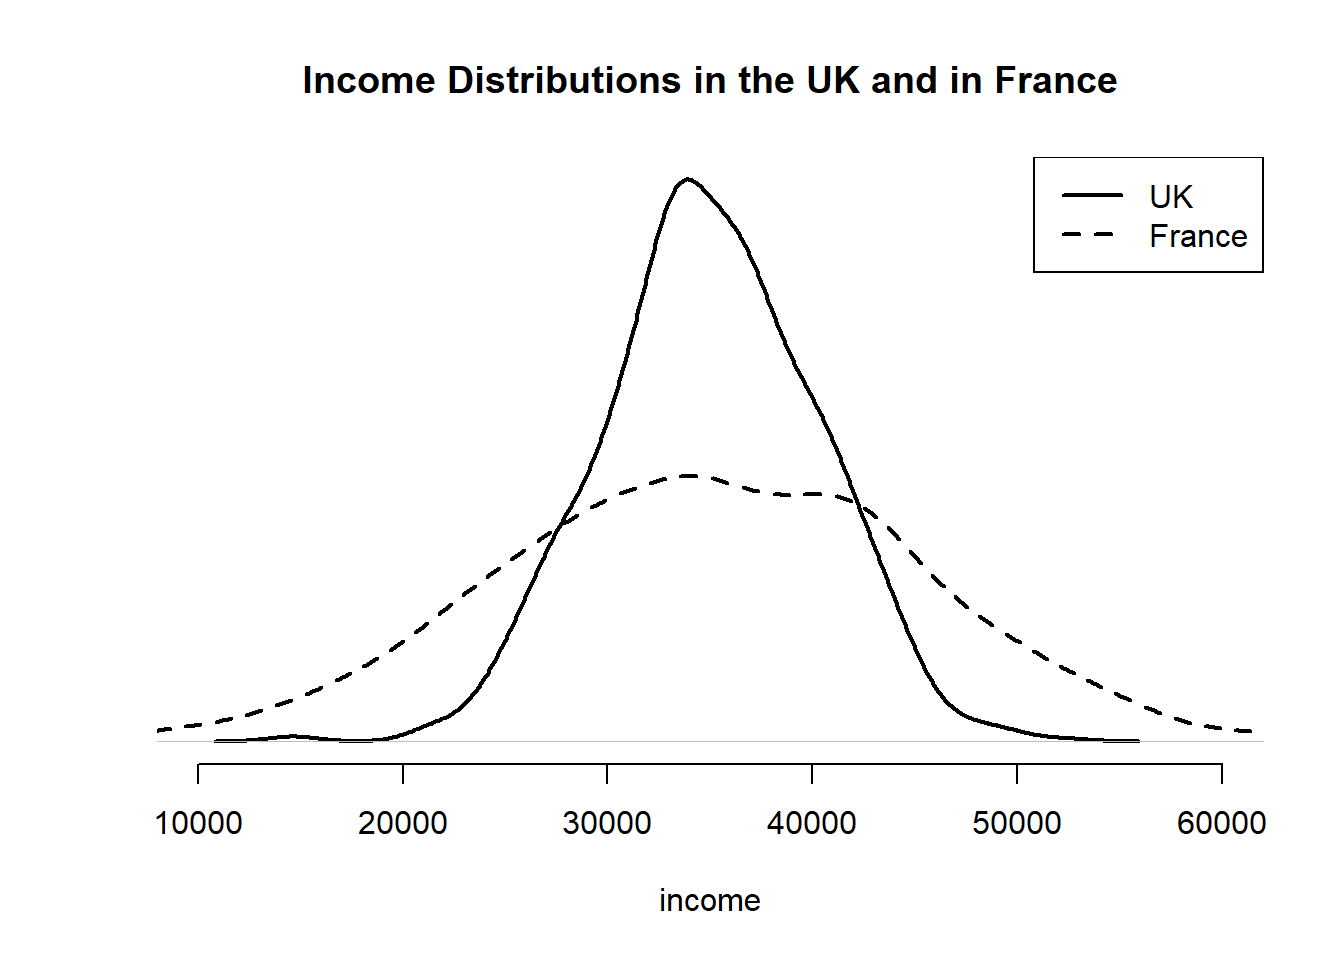 Income Distributions in the UK and in France
UK
France
10000 20000 30000 40000 50000 60000
income